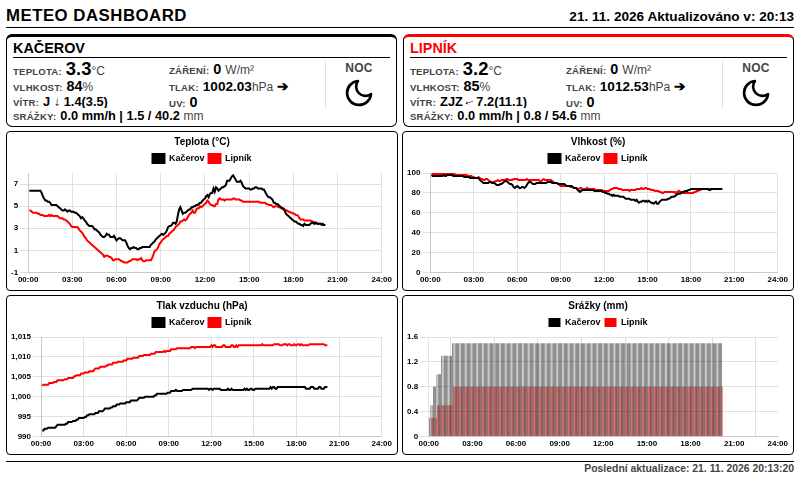 METEO DASHBOARD
21. 11. 2026 Aktualizováno v: 20:13
KAČEROV
TEPLOTA: 3.3°C
ZÁŘENÍ: 0 W/m²
NOC
VLHKOST: 84%
TLAK: 1002.03hPa ➔
VÍTR: J ↓ 1.4(3.5)
UV: 0
SRÁŽKY: 0.0 mm/h | 1.5 / 40.2 mm
LIPNÍK
TEPLOTA: 3.2°C
ZÁŘENÍ: 0 W/m²
NOC
VLHKOST: 85%
TLAK: 1012.53hPa ➔
VÍTR: ZJZ ← 7.2(11.1)
UV: 0
SRÁŽKY: 0.0 mm/h | 0.8 / 54.6 mm
Teplota (°C)
Kačerov Lipník
7
5
3
1
-1
00:00 03:00 06:00 09:00 12:00 15:00 18:00 21:00 24:00
Vlhkost (%)
Kačerov Lipník
100
80
60
40
20
0
00:00 03:00 06:00 09:00 12:00 15:00 18:00 21:00 24:00
Tlak vzduchu (hPa)
Kačerov Lipník
1,015
1,010
1,005
1,000
995
990
00:00 03:00 06:00 09:00 12:00 15:00 18:00 21:00 24:00
Srážky (mm)
Kačerov Lipník
1.6
1.2
0.8
0.4
0
00:00 03:00 06:00 09:00 12:00 15:00 18:00 21:00 24:00
Poslední aktualizace: 21. 11. 2026 20:13:20